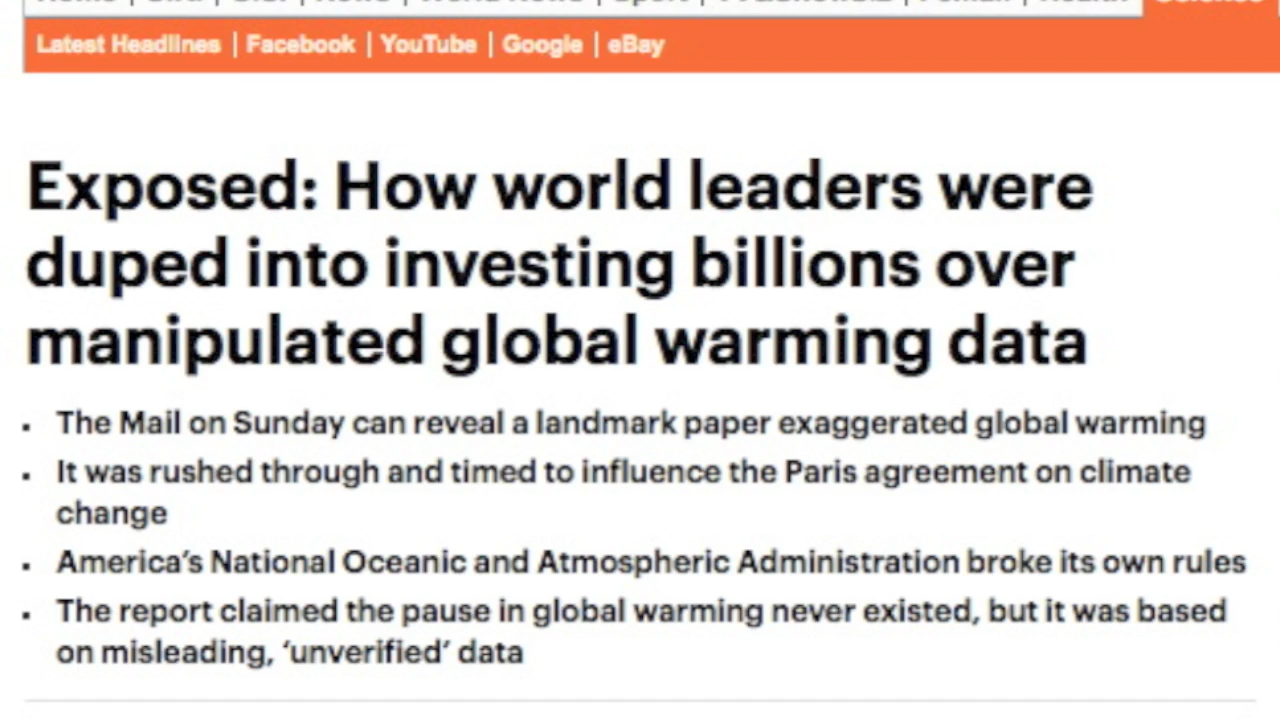 Latest Headlines | Facebook | YouTube | Google | eBay
Exposed: How world leaders were
duped into investing billions over
manipulated global warming data
The Mail on Sunday can reveal a landmark paper exaggerated global warming
It was rushed through and timed to influence the Paris agreement on climate
change
America's National Oceanic and Atmospheric Administration broke its own rules
The report claimed the pause in global warming never existed, but it was based
on misleading, 'unverified' data